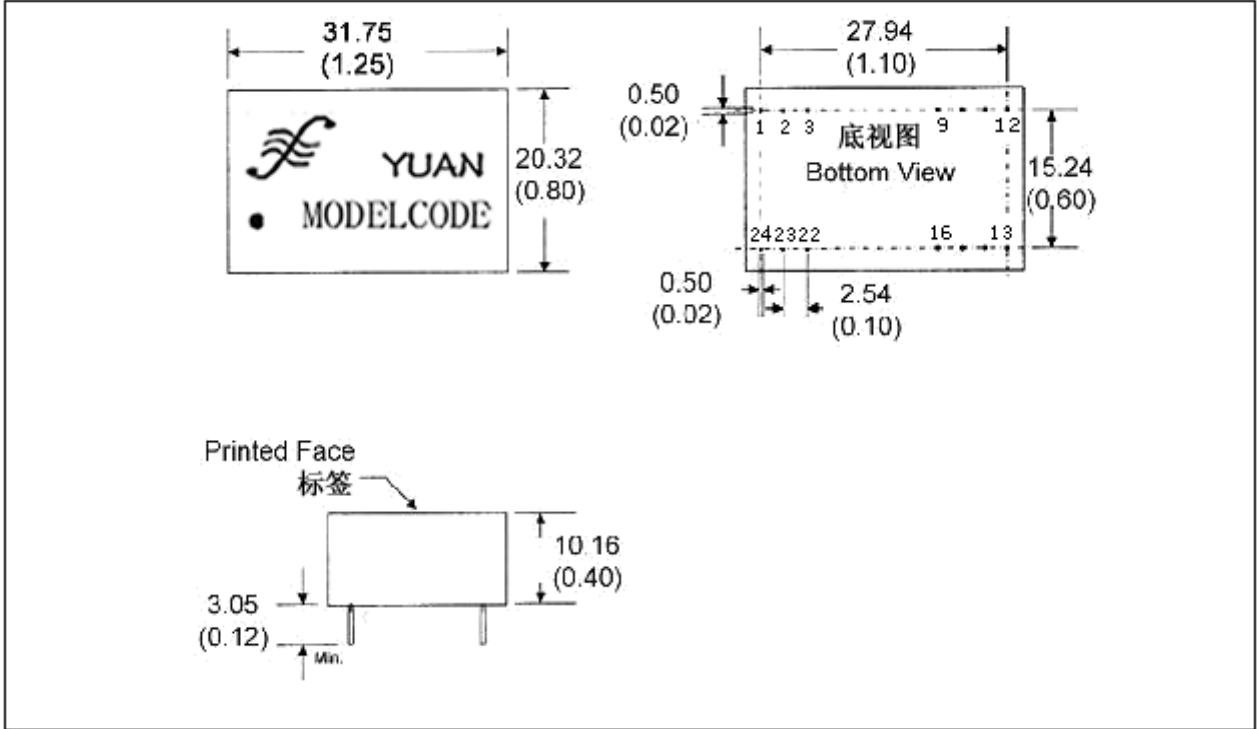 31.75
(1.25)
20.32
(0.80)
YUAN
MODELCODE
27.94
(1.10)
0.50
(0.02)
1 2 3 9 12
底视图
Bottom View
15.24
(0.60)
24 23 22 16 13
0.50
(0.02)
2.54
(0.10)
Printed Face
标签
10.16
(0.40)
3.05
(0.12)
Min.